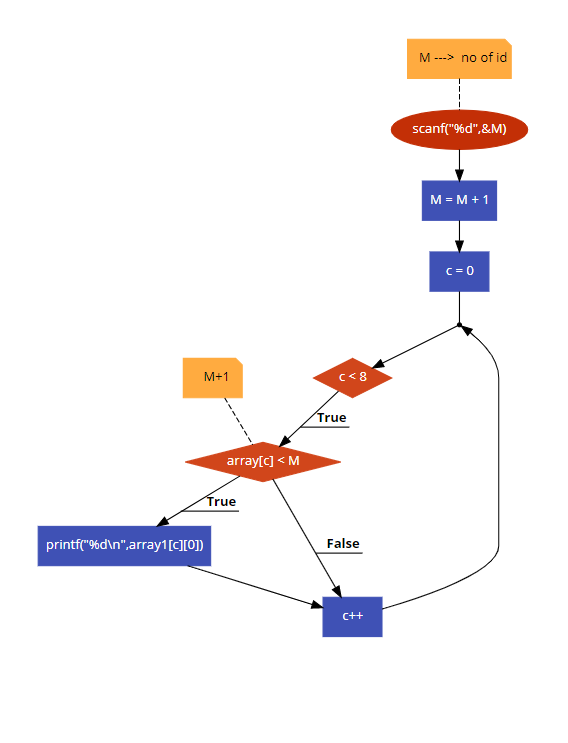 M ---> no of id
scanf("%d",&M)
M = M + 1
c = 0
c < 8
M+1
True
array[c] < M
True
printf("%d\n",array1[c][0])
False
c++